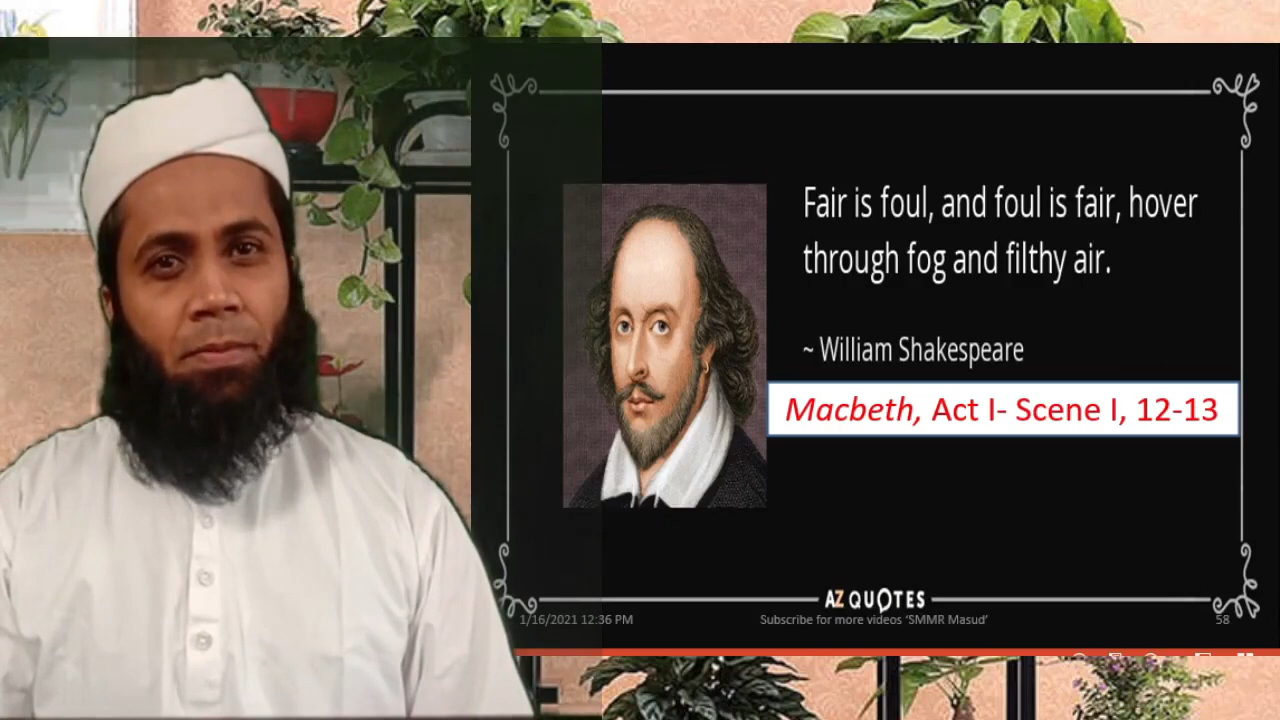 Fair is foul, and foul is fair, hover
through fog and filthy air.
~ William Shakespeare
Macbeth, Act I- Scene I, 12-13
AZ QUOTES
1/16/2021 12:36 PM
Subscribe for more videos ‘SMMR Masud’
58